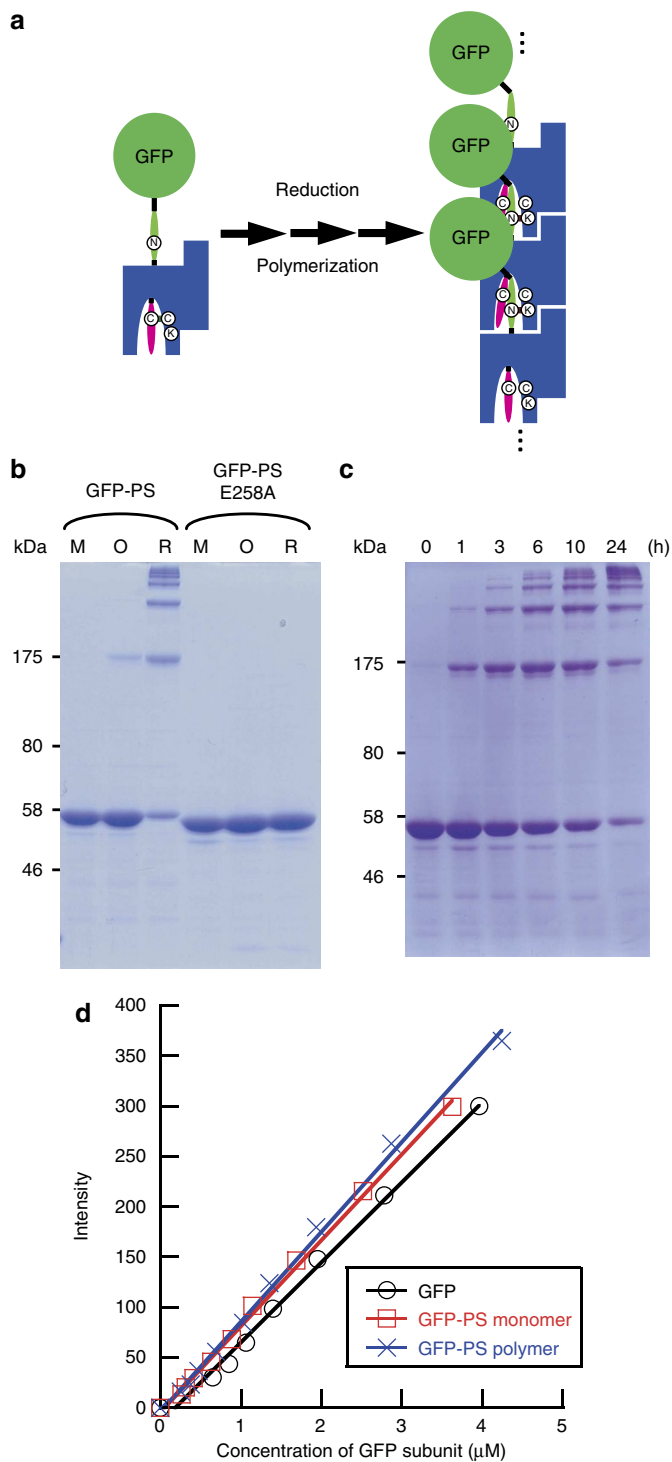 a
GFP
N
C C
K
Reduction
Polymerization
GFP
GFP
GFP
N
C C
N K
C C
N K
C C
K
b
GFP-PS
GFP-PS
E258A
kDa M O R M O R
175
80
58
46
c
kDa 0 1 3 6 10 24 (h)
175
80
58
46
d
400
350
300
250
200
150
100
50
0
Intensity
0 1 2 3 4 5
Concentration of GFP subunit (μM)
GFP
GFP-PS monomer
GFP-PS polymer